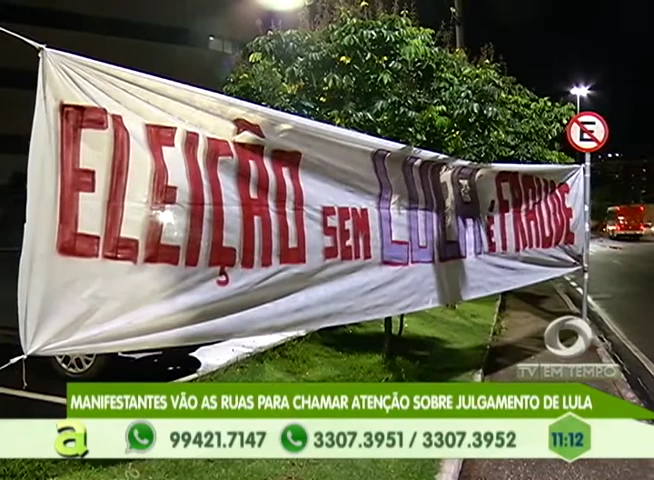 ELEIÇÃO SEM LULA É FRAUDE
E
TV EM TEMPO
MANIFESTANTES VÃO AS RUAS PARA CHAMAR ATENÇÃO SOBRE JULGAMENTO DE LULA
a 99421.7147 3307.3951 / 3307.3952 11:12